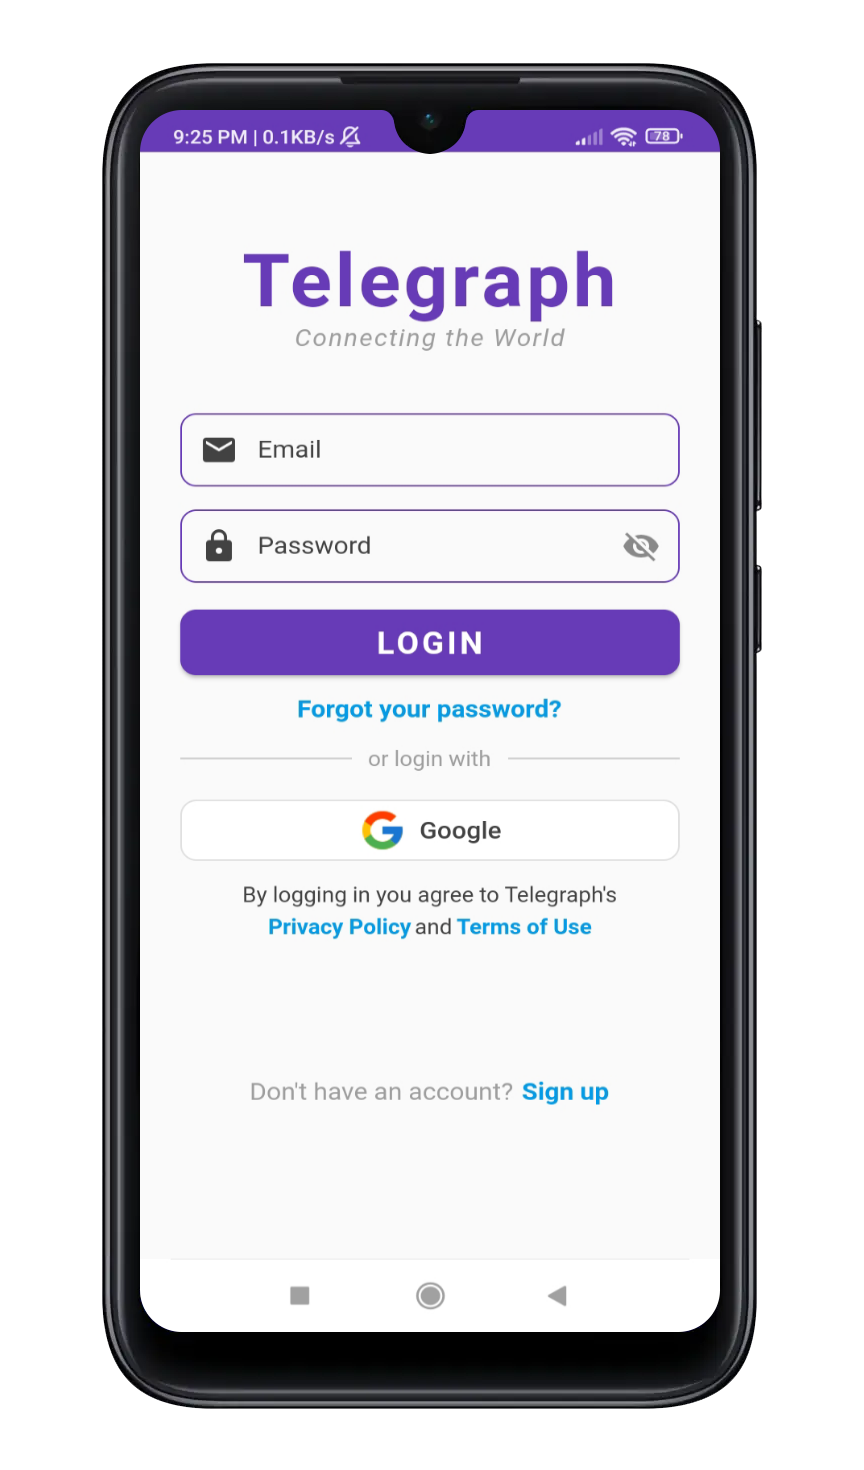 9:25 PM | 0.1KB/s
78
Telegraph
Connecting the World
Email
Password
LOGIN
Forgot your password?
or login with
Google
By logging in you agree to Telegraph's
Privacy Policy and Terms of Use
Don't have an account? Sign up